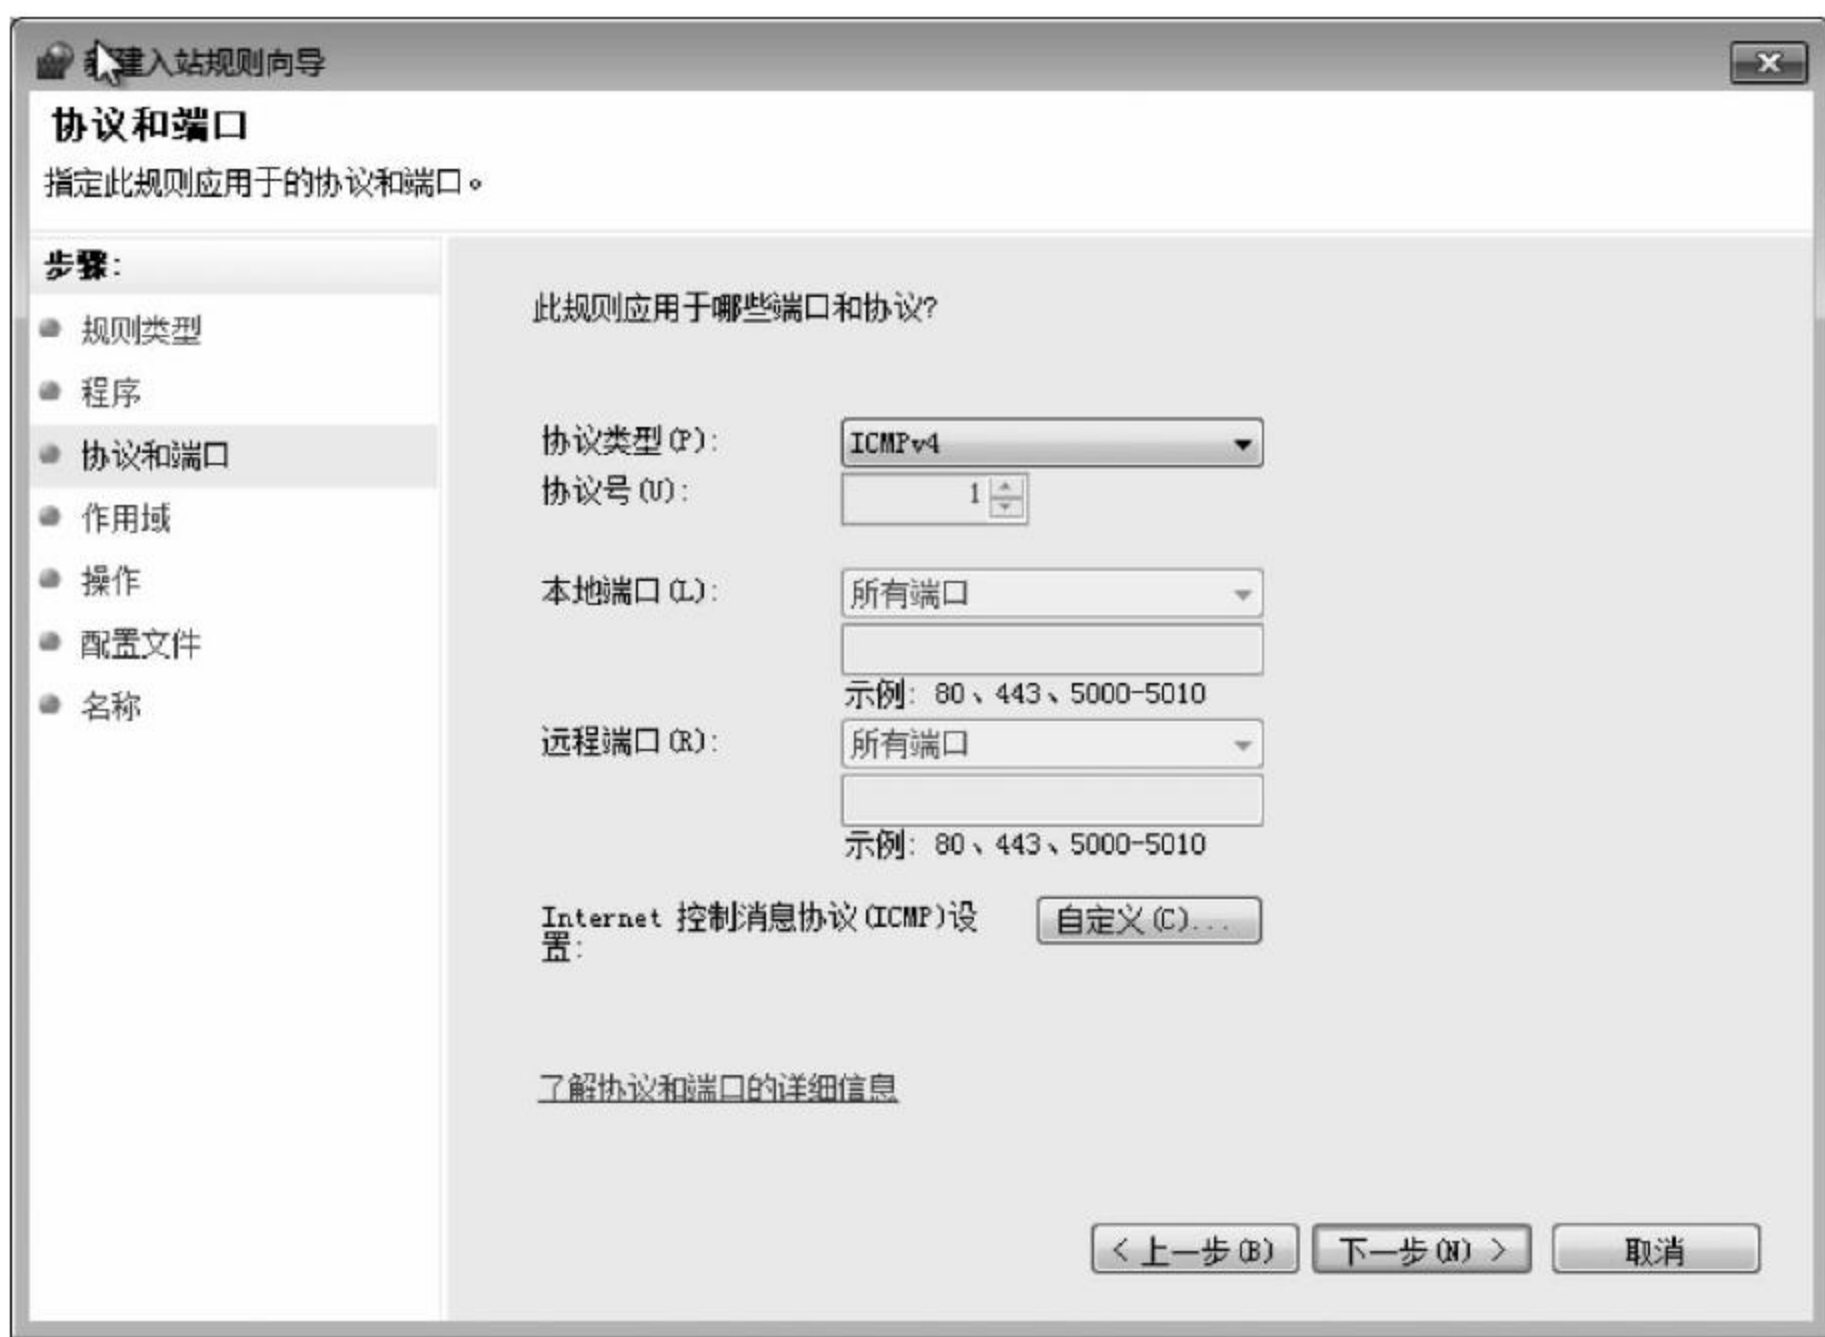 新建入站规则向导
协议和端口
指定此规则应用于的协议和端口。
步骤:
规则类型
程序
协议和端口
作用域
操作
配置文件
名称
此规则应用于哪些端口和协议?
协议类型(P): ICMPv4
协议号(U): 1
本地端口(L): 所有端口
示例: 80、443、5000-5010
远程端口(R): 所有端口
示例: 80、443、5000-5010
Internet 控制消息协议(ICMP)设
置:
自定义(C)...
了解协议和端口的详细信息
< 上一步(B) 下一步(N) > 取消